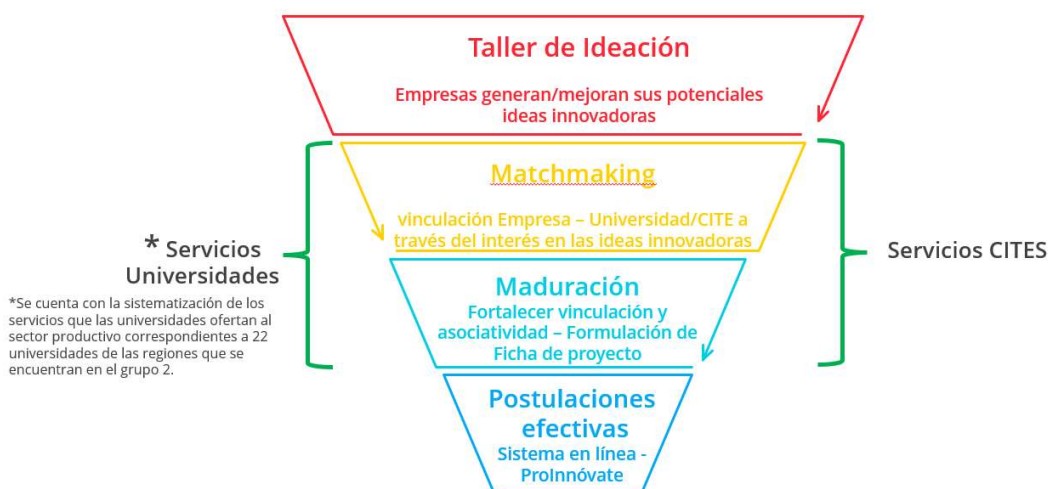 Taller de Ideación
Empresas generan/mejoran sus potenciales
ideas innovadoras
Matchmaking
vinculación Empresa – Universidad/CITE a
través del interés en las ideas innovadoras
* Servicios
Universidades
*Se cuenta con la sistematización de los
servicios que las universidades ofertan al
sector productivo correspondientes a 22
universidades de las regiones que se
encuentran en el grupo 2.
Servicios CITES
Maduración
Fortalecer vinculación y
asociatividad – Formulación de
Ficha de proyecto
Postulaciones
efectivas
Sistema en línea -
ProInnóvate